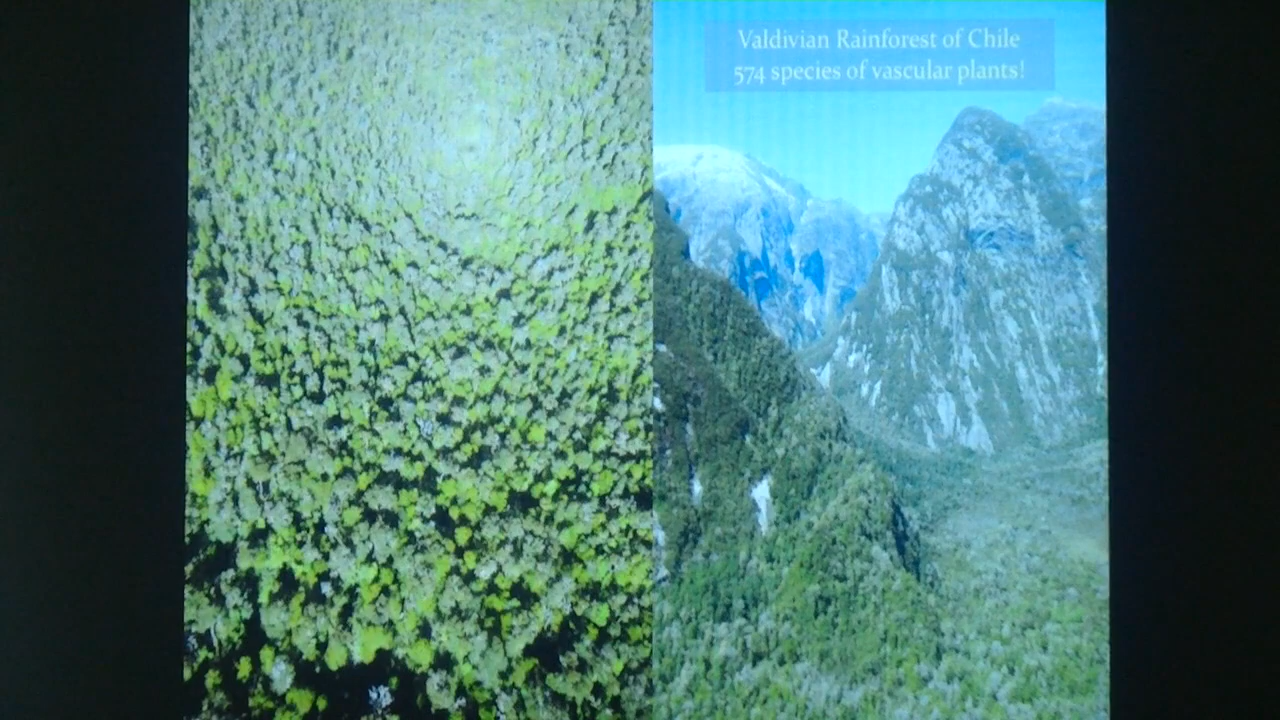 Valdivian Rainforest of Chile
574 species of vascular plants!